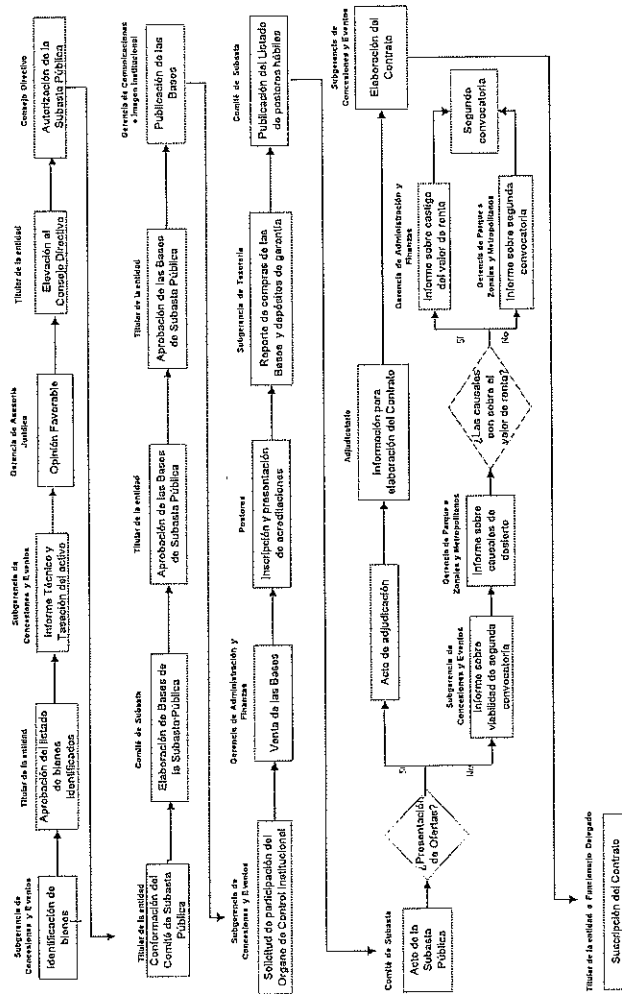 Subgerencia de
Concesiones y Eventos
Identificación de
bienes
Titular de la entidad
Aprobación del listado
de bienes
identificados
Subgerencia de
Concesiones y Eventos
Informe Técnico y
Tasación del activo
Gerencia de Asesoría
Jurídica
Opinión Favorable
Titular de la entidad
Elevación al
Consejo Directivo
Consejo Directivo
Autorización de la
Subasta Pública
Titular de la entidad
Conformación del
Comité de Subasta
Pública
Comité de Subasta
Elaboración de Bases de
la Subasta Pública
Titular de la entidad
Aprobación de las Bases
de Subasta Pública
Titular de la entidad
Aprobación de las Bases
de Subasta Pública
Gerencia de Comunicaciones
e Imagen Institucional
Publicación de las
Bases
Subgerencia de
Concesiones y Eventos
Solicitud de participación del
Organo de Control Institucional
Gerencia de Administración y
Finanzas
Venta de las Bases
Postores
Inscripción y presentación
de acreditaciones
Subgerencia de Tesorería
Reporte de compras de las
Bases y depósitos de garantía
Comité de Subasta
Publicación del Listado
de postores hábiles
Comité de Subasta
Acto de la
Subasta
Pública
¿Presentación
de Ofertas?
Si
No
Acto de adjudicación
Adjudicatario
Información para
elaboración del Contrato
Subgerencia de
Concesiones y Eventos
Elaboración del
Contrato
Subgerencia de
Concesiones y Eventos
Informe sobre
viabilidad de segunda
convocatoria
Gerencia de Parques
Zonales y Metropolitanos
Informe sobre
causales de
desierto
¿Las causales
son sobre el
valor de renta?
Si
No
Gerencia de Administración y
Finanzas
Informe sobre castigo
del valor de renta
Gerencia de Parques
Zonales y Metropolitanos
Informe sobre segunda
convocatoria
Segunda
convocatoria
Titular de la entidad o Funcionario Delegado
Suscripción del Contrato